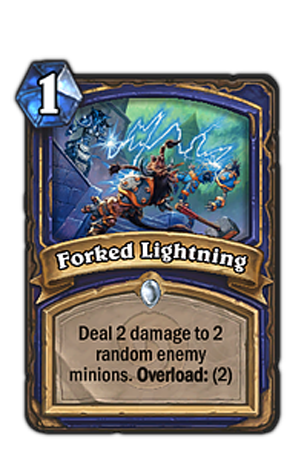 1
Forked Lightning
Deal 2 damage to 2
random enemy
minions. Overload: (2)